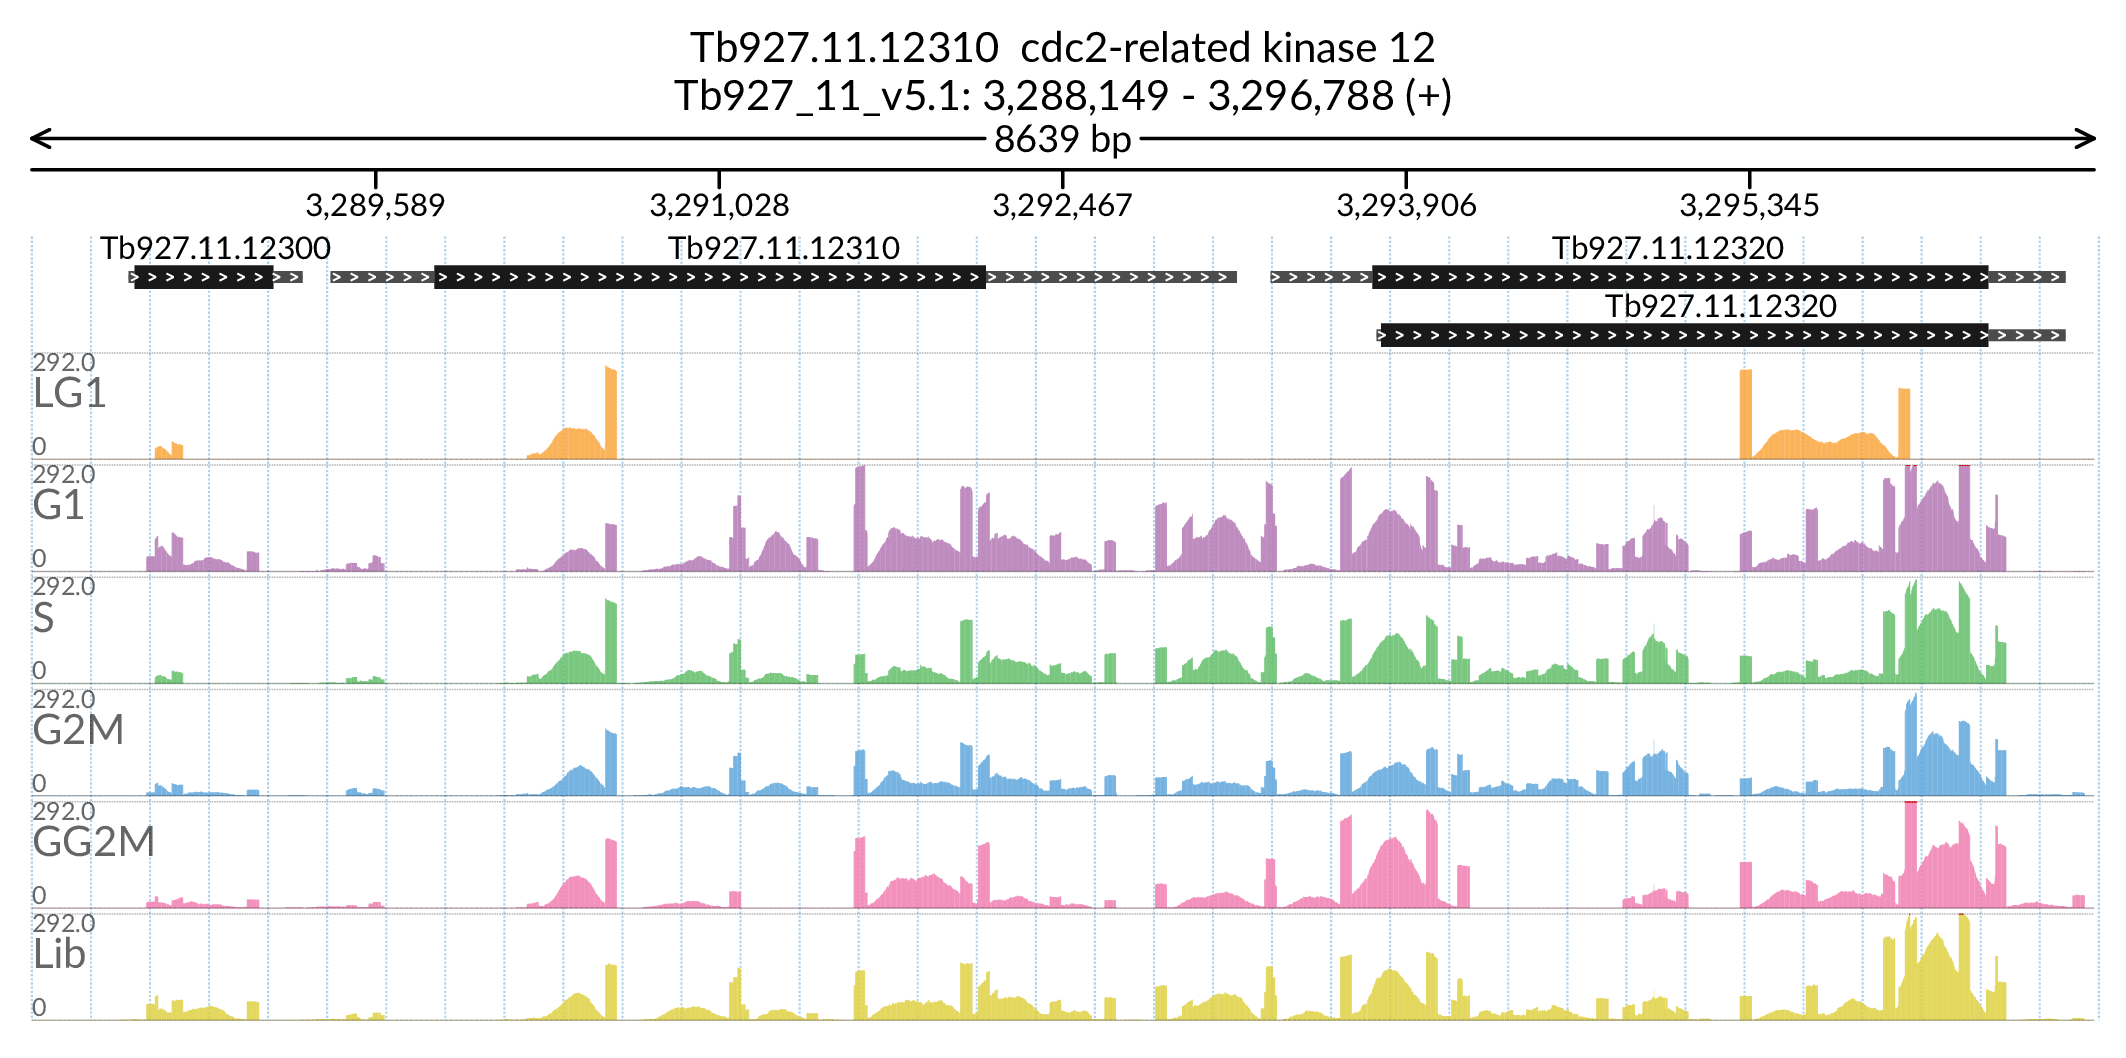 Tb927.11.12310  cdc2-related kinase 12
Tb927_11_v5.1: 3,288,149 - 3,296,788 (+)
8639 bp
3,289,589 3,291,028 3,292,467 3,293,906 3,295,345
Tb927.11.12300 Tb927.11.12310 Tb927.11.12320
Tb927.11.12320
292.0
LG1
0
292.0
G1
0
292.0
S
0
292.0
G2M
0
292.0
GG2M
0
292.0
Lib
0